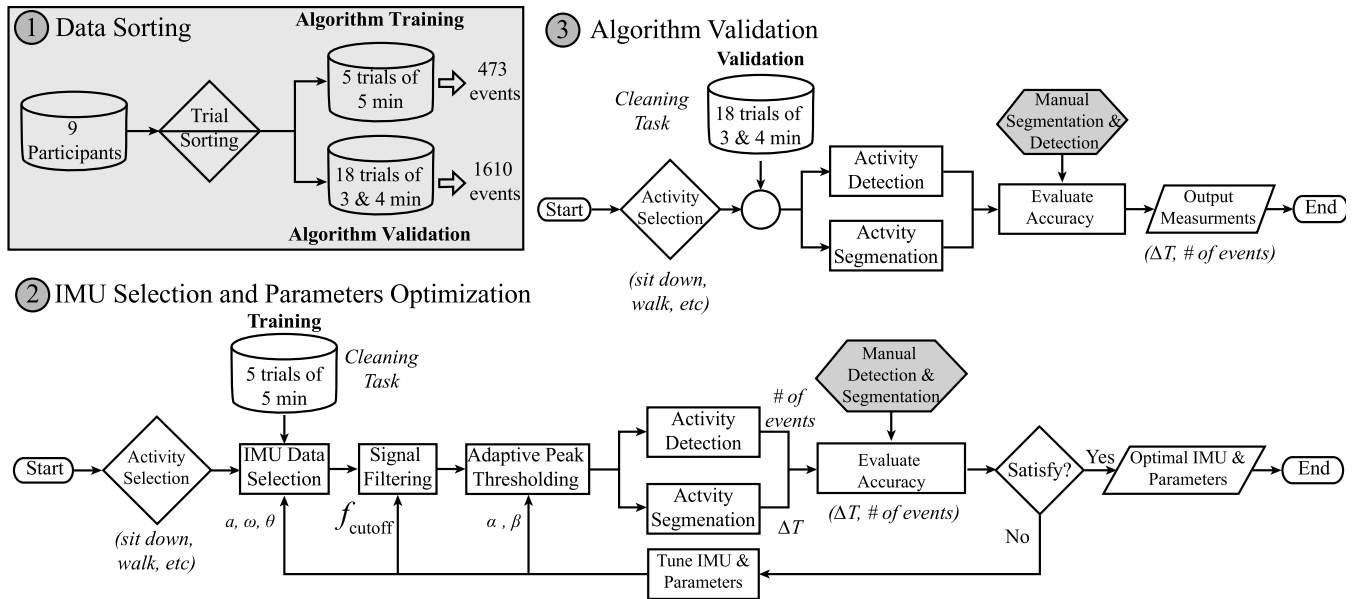 1 Data Sorting
Algorithm Training
9
Participants
Trial
Sorting
5 trials of
5 min
473
events
18 trials of
3 & 4 min
1610
events
Algorithm Validation
3 Algorithm Validation
Validation
Cleaning
Task
18 trials of
3 & 4 min
Manual
Segmentation &
Detection
Start
Activity
Selection
(sit down,
walk, etc)
Activity
Detection
Actvity
Segmenation
Evaluate
Accuracy
Output
Measurments
(ΔT, # of events)
End
2 IMU Selection and Parameters Optimization
Training
5 trials of
5 min
Cleaning
Task
Start
Activity
Selection
(sit down,
walk, etc)
IMU Data
Selection
a, ω, θ
Signal
Filtering
fcutoff
Adaptive Peak
Thresholding
α , β
Activity
Detection
# of
events
Actvity
Segmenation
ΔT
Manual
Detection &
Segmentation
Evaluate
Accuracy
(ΔT, # of events)
Satisfy?
Yes
No
Optimal IMU &
Parameters
End
Tune IMU &
Parameters